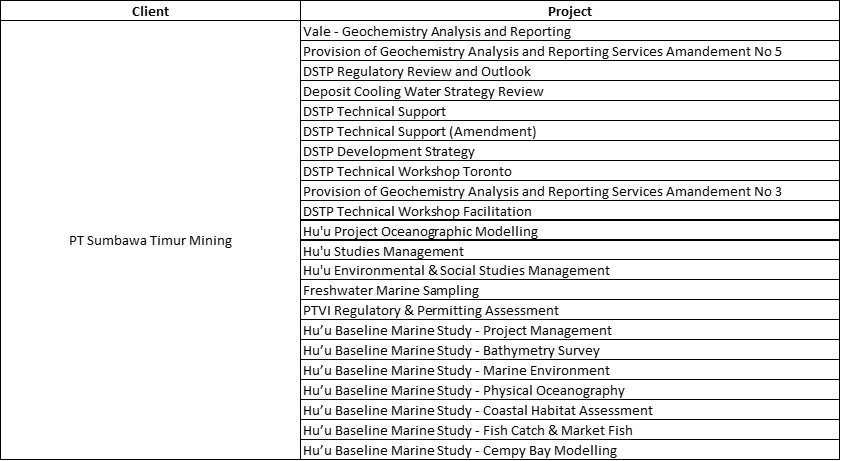 Client Project
Vale - Geochemistry Analysis and Reporting
Provision of Geochemistry Analysis and Reporting Services Amandement No 5
DSTP Regulatory Review and Outlook
Deposit Cooling Water Strategy Review
DSTP Technical Support
DSTP Technical Support (Amendment)
DSTP Development Strategy
DSTP Technical Workshop Toronto
Provision of Geochemistry Analysis and Reporting Services Amandement No 3
DSTP Technical Workshop Facilitation
Hu'u Project Oceanographic Modelling
PT Sumbawa Timur Mining
Hu'u Studies Management
Hu'u Environmental & Social Studies Management
Freshwater Marine Sampling
PTVI Regulatory & Permitting Assessment
Hu’u Baseline Marine Study - Project Management
Hu’u Baseline Marine Study - Bathymetry Survey
Hu’u Baseline Marine Study - Marine Environment
Hu’u Baseline Marine Study - Physical Oceanography
Hu’u Baseline Marine Study - Coastal Habitat Assessment
Hu’u Baseline Marine Study - Fish Catch & Market Fish
Hu’u Baseline Marine Study - Cempy Bay Modelling